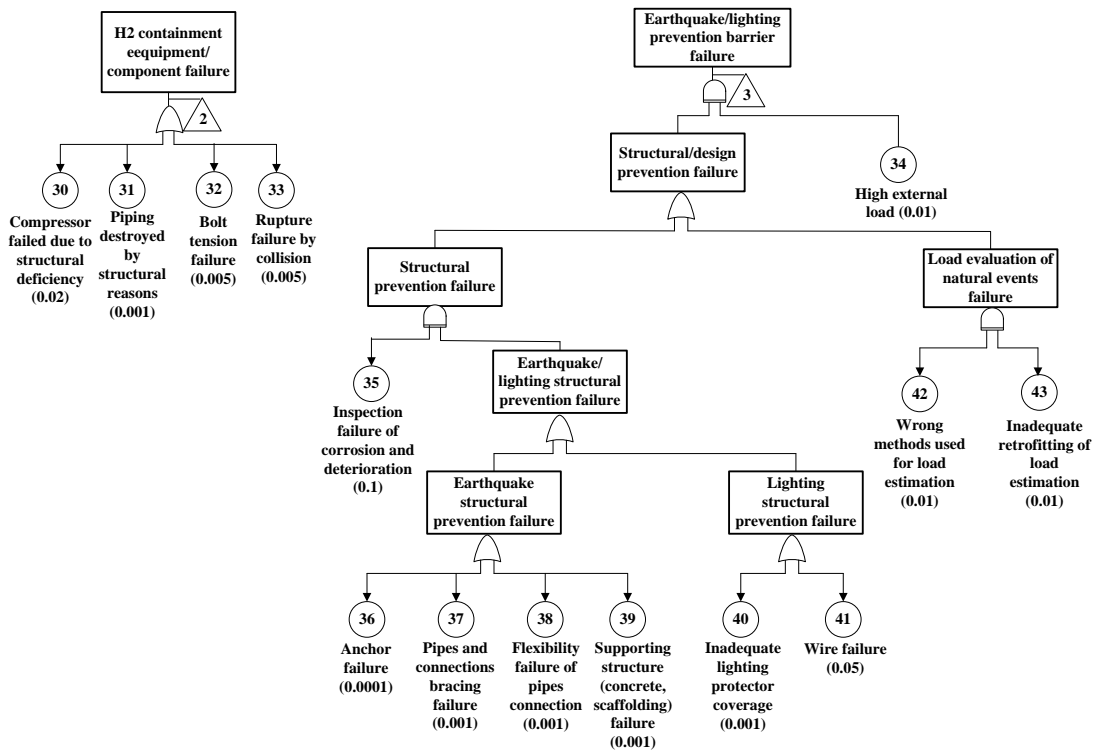 H2 containment
eequipment/
component failure
2
30
Compressor
failed due to
structural
deficiency
(0.02)
31
Piping
destroyed
by
structural
reasons
(0.001)
32
Bolt
tension
failure
(0.005)
33
Rupture
failure by
collision
(0.005)
Earthquake/lighting
prevention barrier
failure
3
Structural/design
prevention failure
34
High external
load (0.01)
Structural
prevention failure
Load evaluation of
natural events
failure
35
Inspection
failure of
corrosion and
deterioration
(0.1)
Earthquake/
lighting structural
prevention failure
42
Wrong
methods used
for load
estimation
(0.01)
43
Inadequate
retrofitting of
load
estimation
(0.01)
Earthquake
structural
prevention failure
Lighting
structural
prevention failure
36
Anchor
failure
(0.0001)
37
Pipes and
connections
bracing
failure
(0.001)
38
Flexibility
failure of
pipes
connection
(0.001)
39
Supporting
structure
(concrete,
scaffolding)
failure
(0.001)
40
Inadequate
lighting
protector
coverage
(0.001)
41
Wire failure
(0.05)